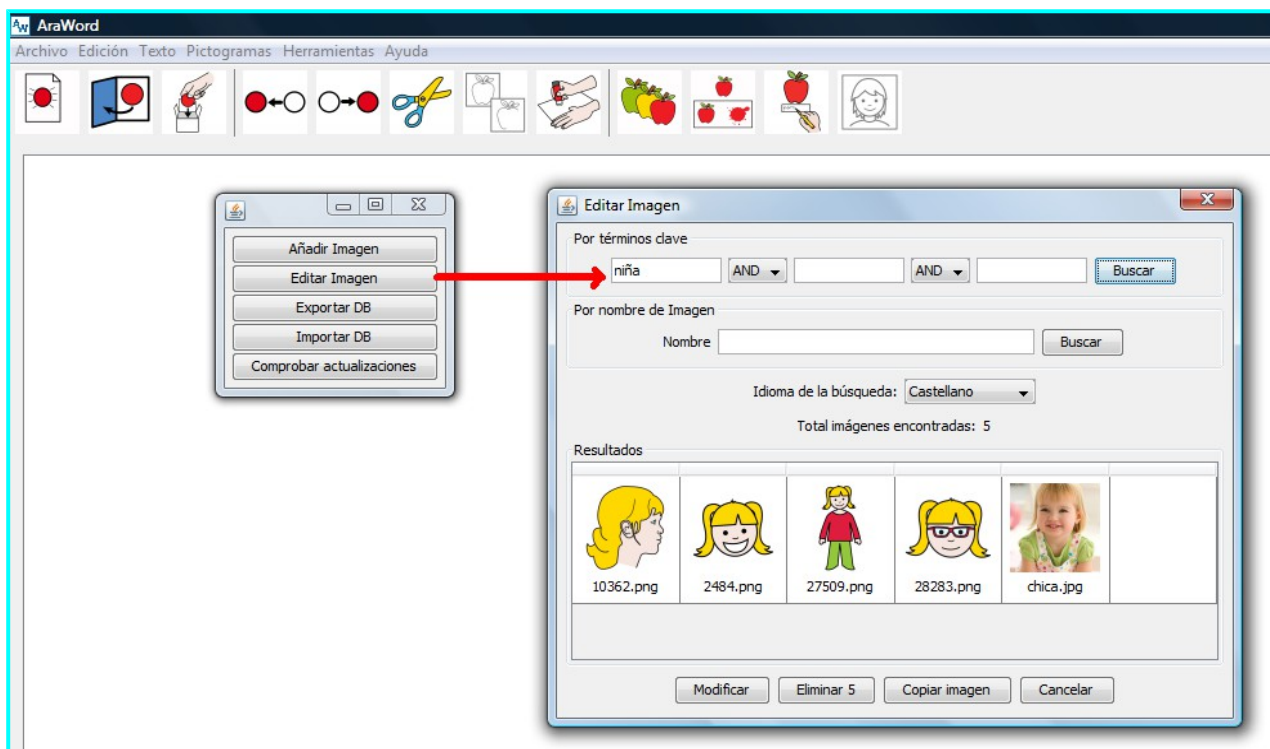 AW AraWord
Archivo Edición Texto Pictogramas Herramientas Ayuda
Añadir Imagen
Editar Imagen
Exportar DB
Importar DB
Comprobar actualizaciones
Editar Imagen
Por términos clave
niña AND AND Buscar
Por nombre de Imagen
Nombre Buscar
Idioma de la búsqueda: Castellano
Total imágenes encontradas: 5
Resultados
10362.png 2484.png 27509.png 28283.png chica.jpg
Modificar Eliminar 5 Copiar imagen Cancelar